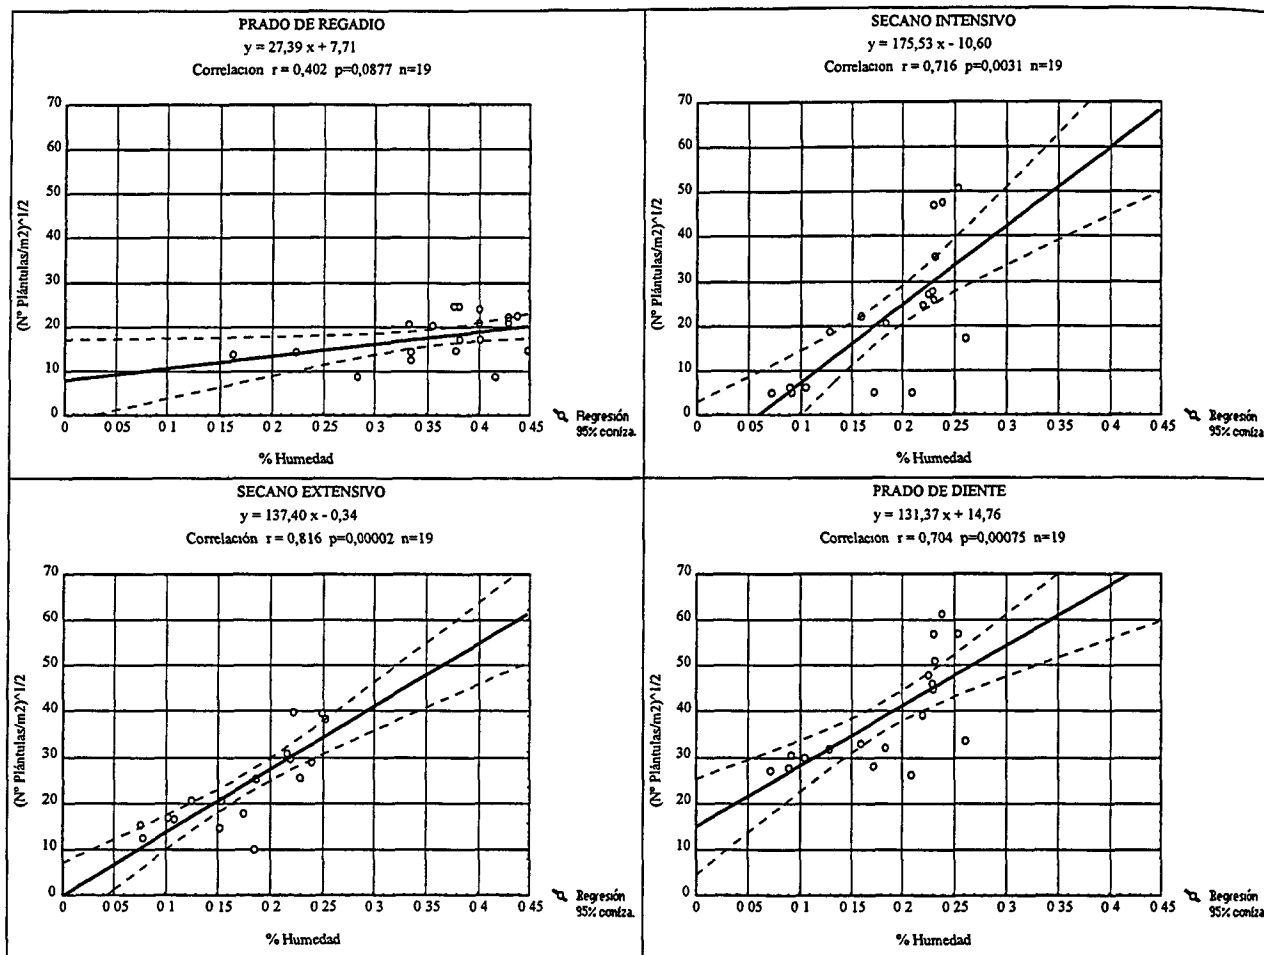 PRADO DE REGADIO
y = 27,39 x + 7,71
Correlacion r = 0,402 p=0,0877 n=19
70
60
50
40
30
20
10
0
(Nº Plántulas/m2)^1/2
0 0 05 0 1 0 15 0 2 0 25 0 3 0 35 0 4 0 45
% Humedad
Regresión
95% confza.
SECANO INTENSIVO
y = 175,53 x - 10,60
Correlacion r = 0,716 p=0,0031 n=19
70
60
50
40
30
20
10
0
(Nº Plántulas/m2)^1/2
0 0 05 0 1 0 15 0 2 0 25 0 3 0 35 0 4 0 45
% Humedad
Regresión
95% confza
SECANO EXTENSIVO
y = 137,40 x - 0,34
Correlación r = 0,816 p=0,00002 n=19
70
60
50
40
30
20
10
0
(Nº Plántulas/m2)^1/2
0 0 05 0 1 0 15 0 2 0 25 0 3 0 35 0 4 0 45
% Humedad
Regresión
95% confza.
PRADO DE DIENTE
y = 131,37 x + 14,76
Correlacion r = 0,704 p=0,00075 n=19
70
60
50
40
30
20
10
0
(Nº Plántulas/m2)^1/2
0 0 05 0 1 0 15 0 2 0 25 0 3 0 35 0 4 0 45
% Humedad
Regresión
95% confza.